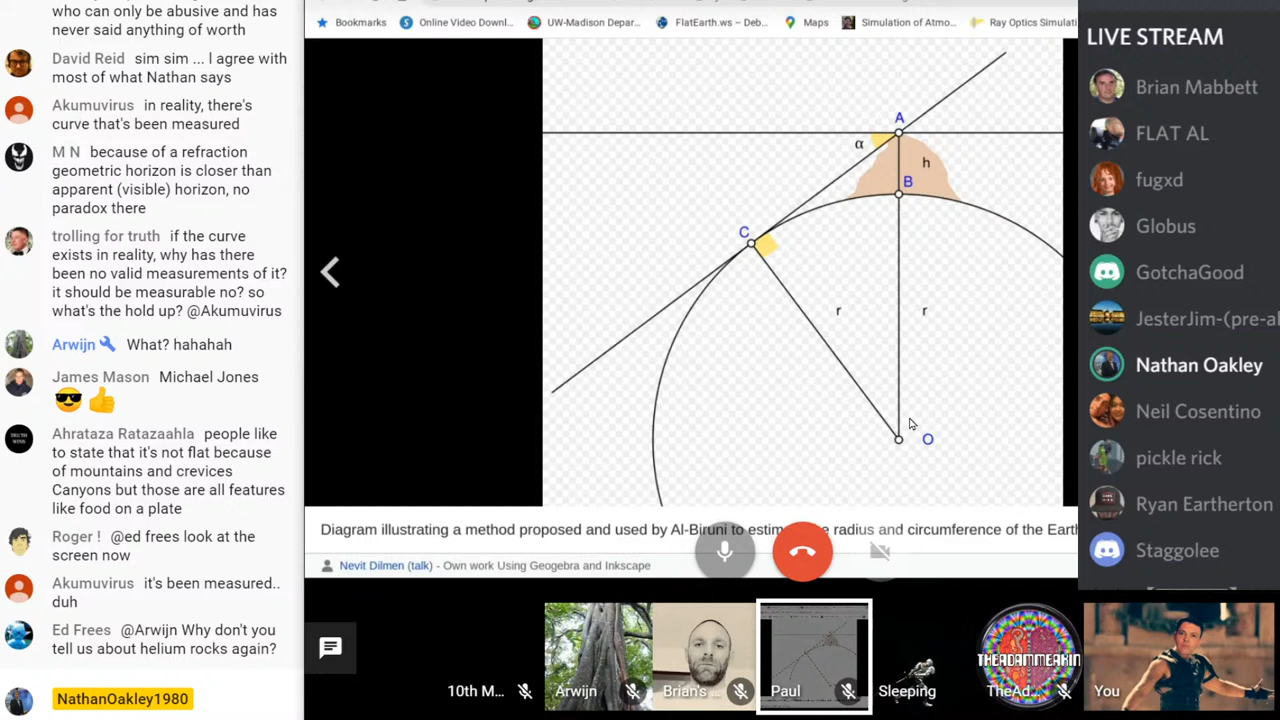 who can only be abusive and has
never said anything of worth
David Reid sim sim ... I agree with
most of what Nathan says
Akumuvirus in reality, there's
curve that's been measured
M N because of a refraction
geometric horizon is closer than
apparent (visible) horizon, no
paradox there
trolling for truth if the curve
exists in reality, why has there
been no valid measurements of it?
it should be measurable no? so
what's the hold up? @Akumuvirus
Arwijn What? hahahah
James Mason Michael Jones
Ahrataza Ratazaahla people like
to state that it's not flat because
of mountains and crevices
Canyons but those are all features
like food on a plate
Roger ! @ed frees look at the
screen now
Akumuvirus it's been measured..
duh
Ed Frees @Arwijn Why don't you
tell us about helium rocks again?
NathanOakley1980
Bookmarks
Online Video Downl...
UW-Madison Depar...
FlatEarth.ws -- Deb...
Maps
Simulation of Atmo...
Ray Optics Simulati
A
α
h
B
C
r
r
O
Diagram illustrating a method proposed and used by Al-Biruni to estim radius and circumference of the Earth
Nevit Dilmen (talk) - Own work Using Geogebra and Inkscape
10th M...
Arwijn
Brian's ...
Paul
Sleeping
THEADAMMEAKIN
TheAd...
You
LIVE STREAM
Brian Mabbett
FLAT AL
fugxd
Globus
GotchaGood
JesterJim-(pre-al
Nathan Oakley
Neil Cosentino
pickle rick
Ryan Eartherton
Staggolee